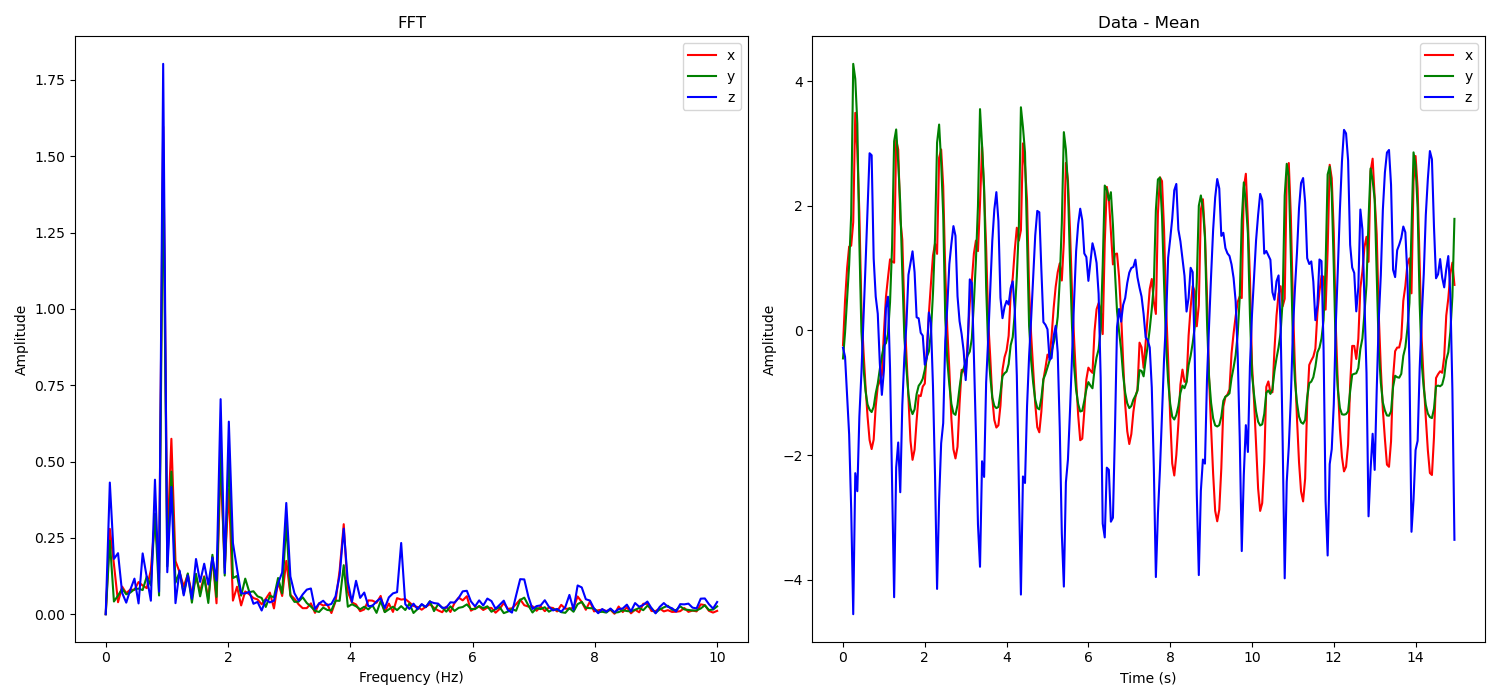 FFT
Amplitude
1.75
1.50
1.25
1.00
0.75
0.50
0.25
0.00
0 2 4 6 8 10
Frequency (Hz)
x
y
z
Data - Mean
Amplitude
4
2
0
−2
−4
0 2 4 6 8 10 12 14
Time (s)
x
y
z